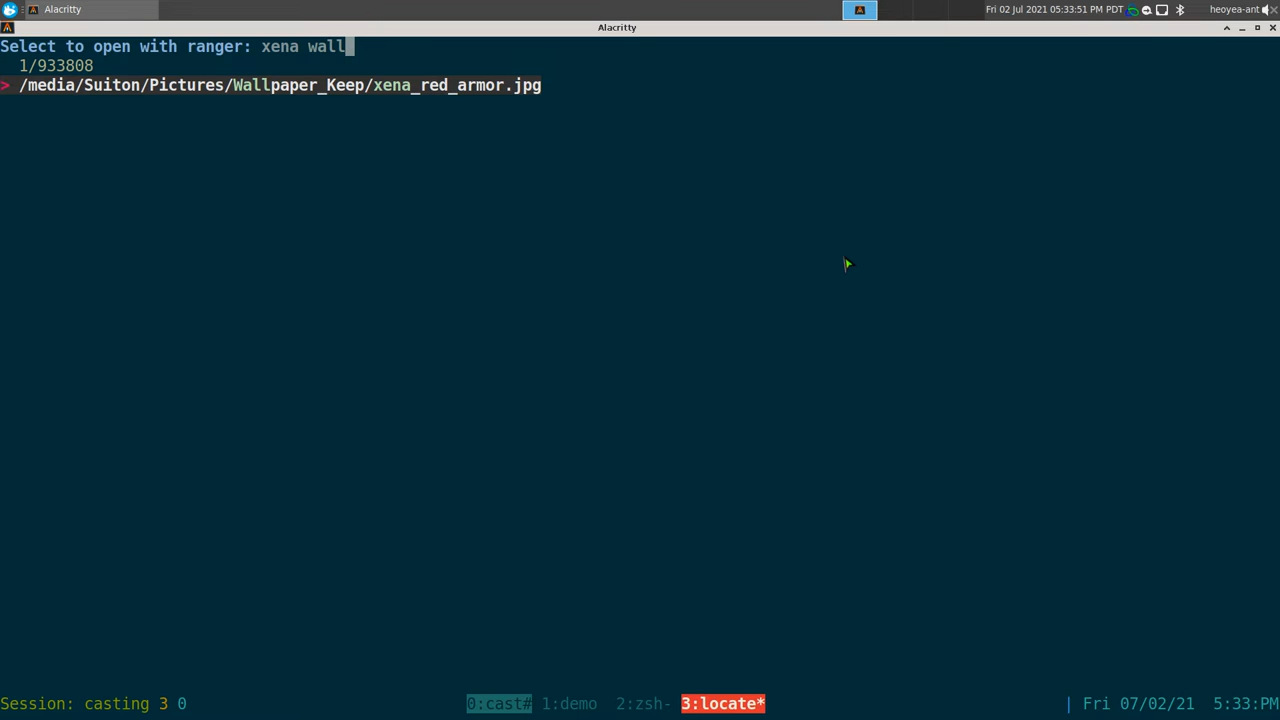 Alacritty
Fri 02 Jul 2021 05:33:51 PM PDT
heoyea-ant
Alacritty
Select to open with ranger: xena wall
1/933808
> /media/Suiton/Pictures/Wallpaper_Keep/xena_red_armor.jpg
Session: casting 3 0 0:cast# 1:demo 2:zsh- 3:locate* | Fri 07/02/21 5:33:PM